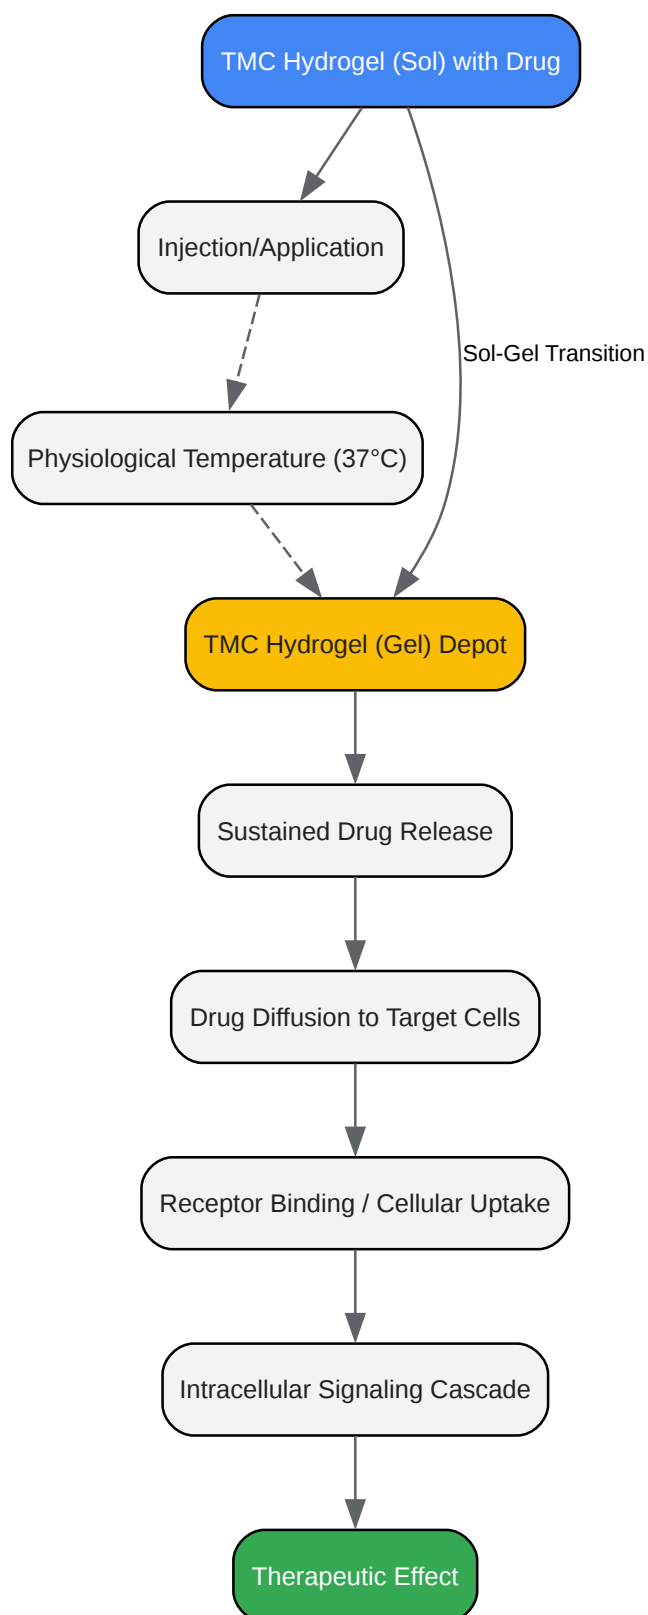 TMC Hydrogel (Sol) with Drug
Injection/Application
Sol-Gel Transition
Physiological Temperature (37°C)
TMC Hydrogel (Gel) Depot
Sustained Drug Release
Drug Diffusion to Target Cells
Receptor Binding / Cellular Uptake
Intracellular Signaling Cascade
Therapeutic Effect